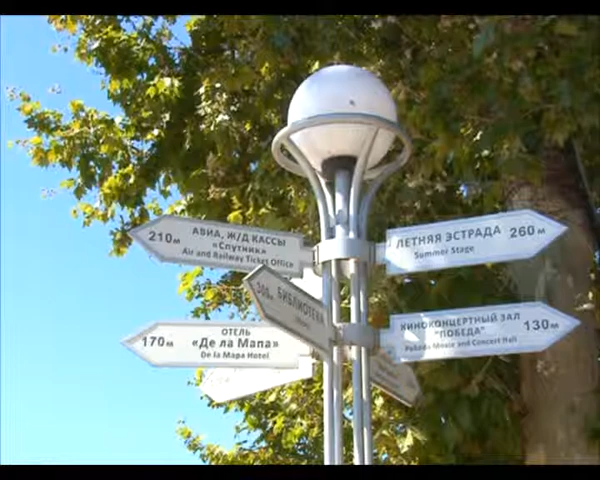 210м
АВИА, Ж/Д КАССЫ
«Спутник»
Air and Railway Ticket Office
ЛЕТНЯЯ ЭСТРАДА
Summer Stage
260м
БИБЛИОТЕКА
170м
ОТЕЛЬ
«Де ла Мапа»
De la Mapa Hotel
КИНОКОНЦЕРТНЫЙ ЗАЛ
"ПОБЕДА"
Pobeda Movie and Concert Hall
130м